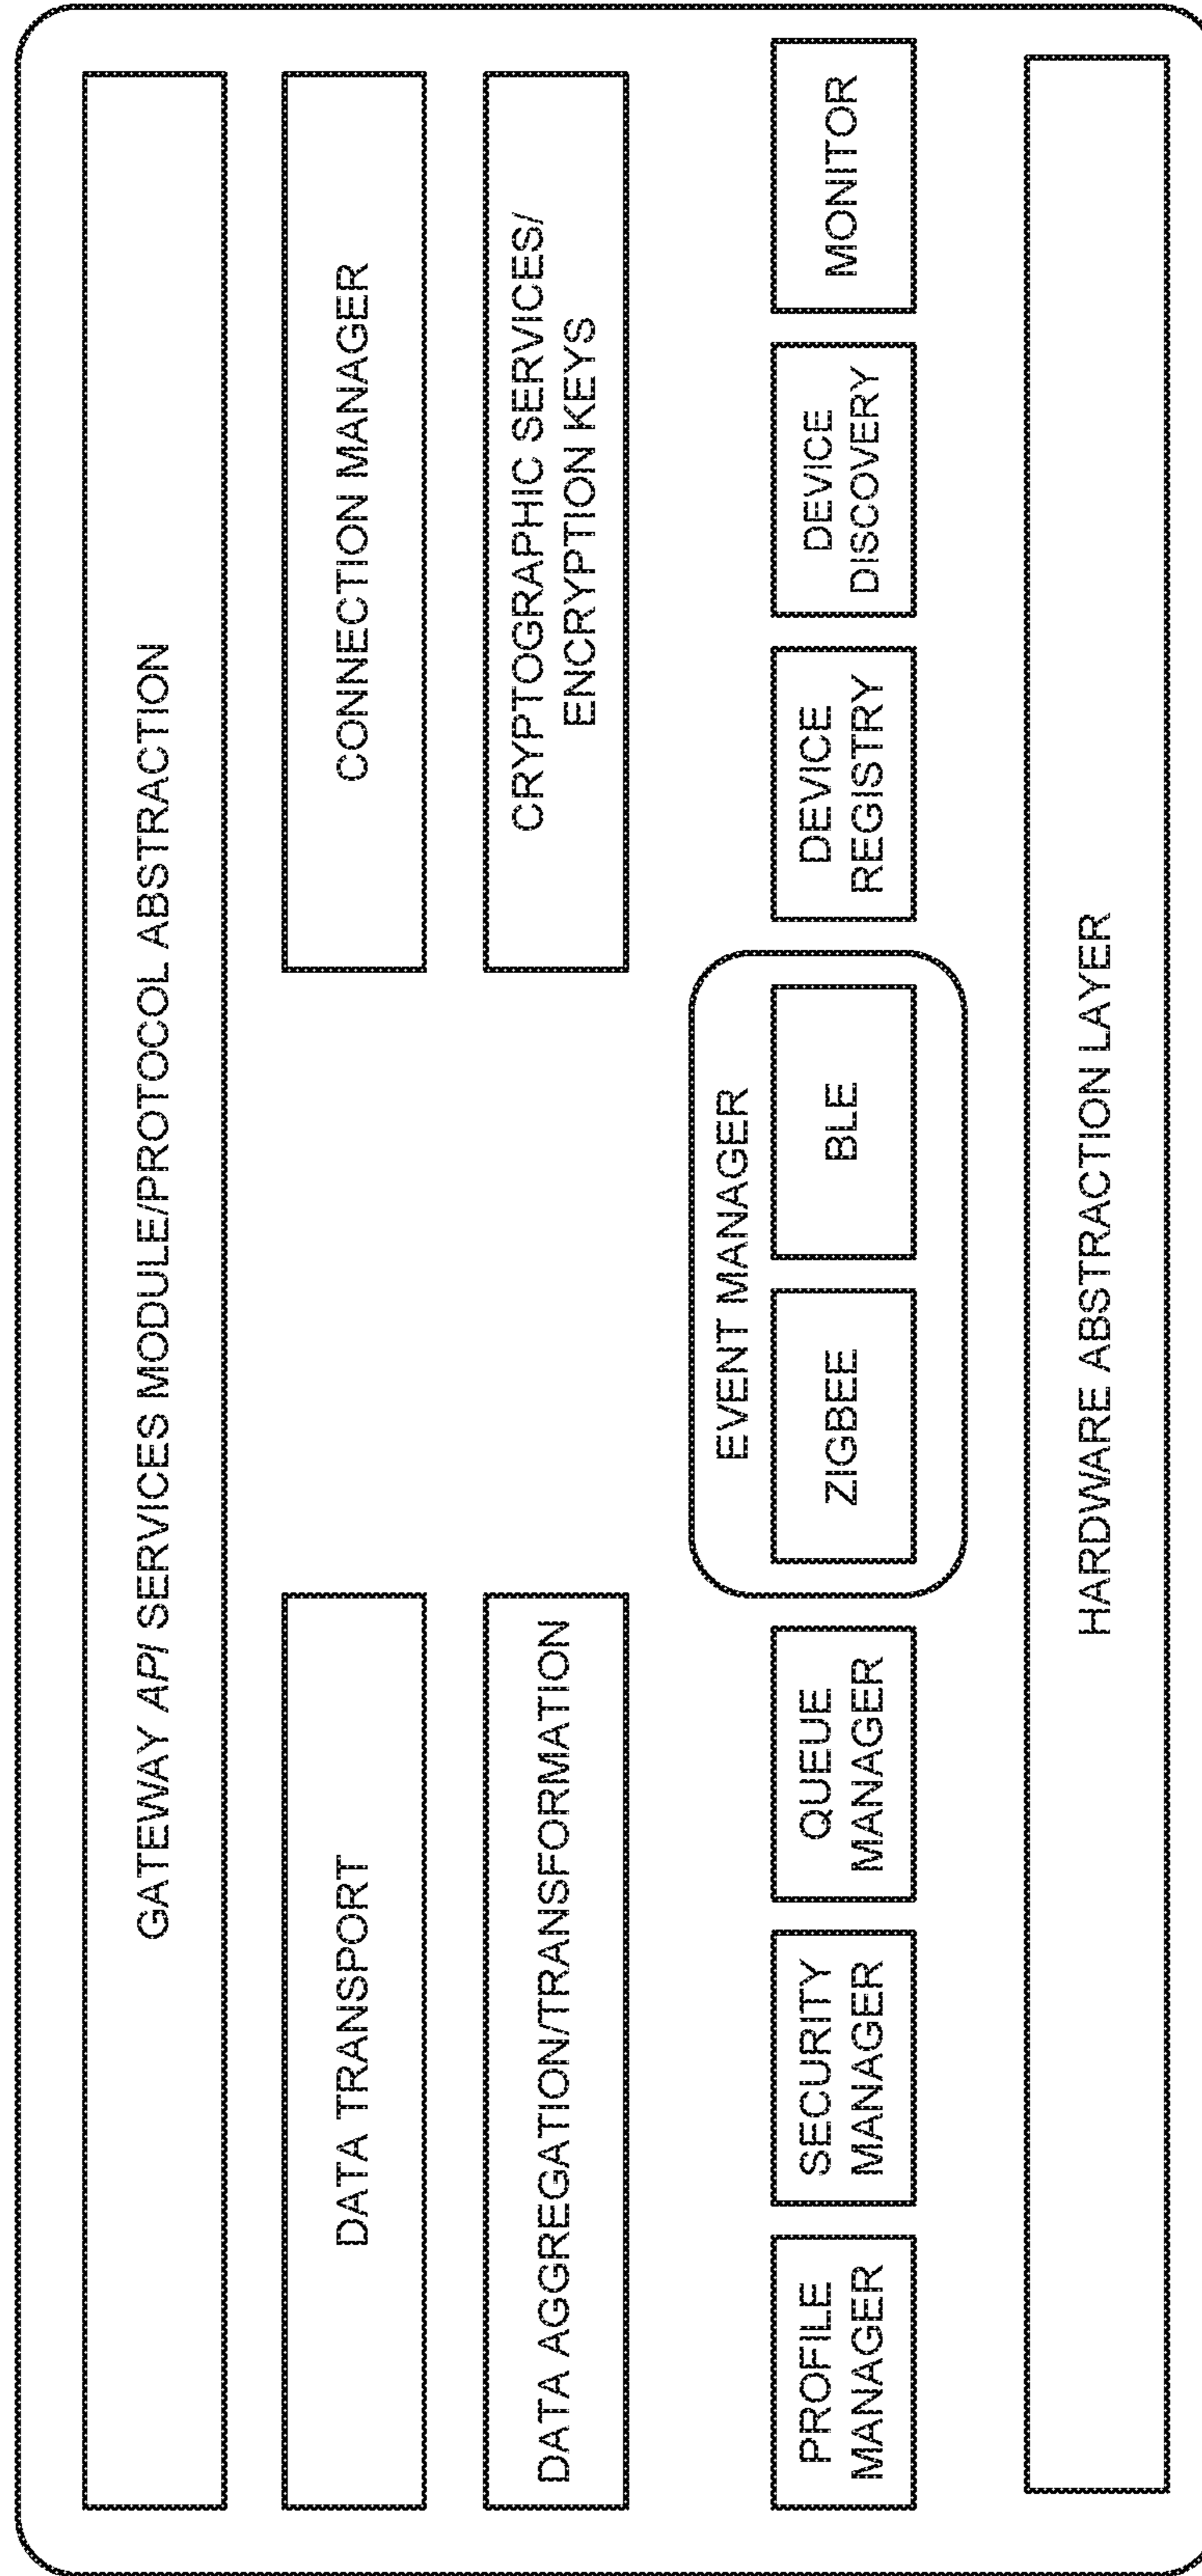 GATEWAY API SERVICES MODULE/PROTOCOL ABSTRACTION
DATA TRANSPORT
CONNECTION MANAGER
DATA AGGREGATION/TRANSFORMATION
CRYPTOGRAPHIC SERVICES/
ENCRYPTION KEYS
PROFILE
MANAGER
SECURITY
MANAGER
QUEUE
MANAGER
EVENT MANAGER
ZIGBEE
BLE
DEVICE
REGISTRY
DEVICE
DISCOVERY
MONITOR
HARDWARE ABSTRACTION LAYER